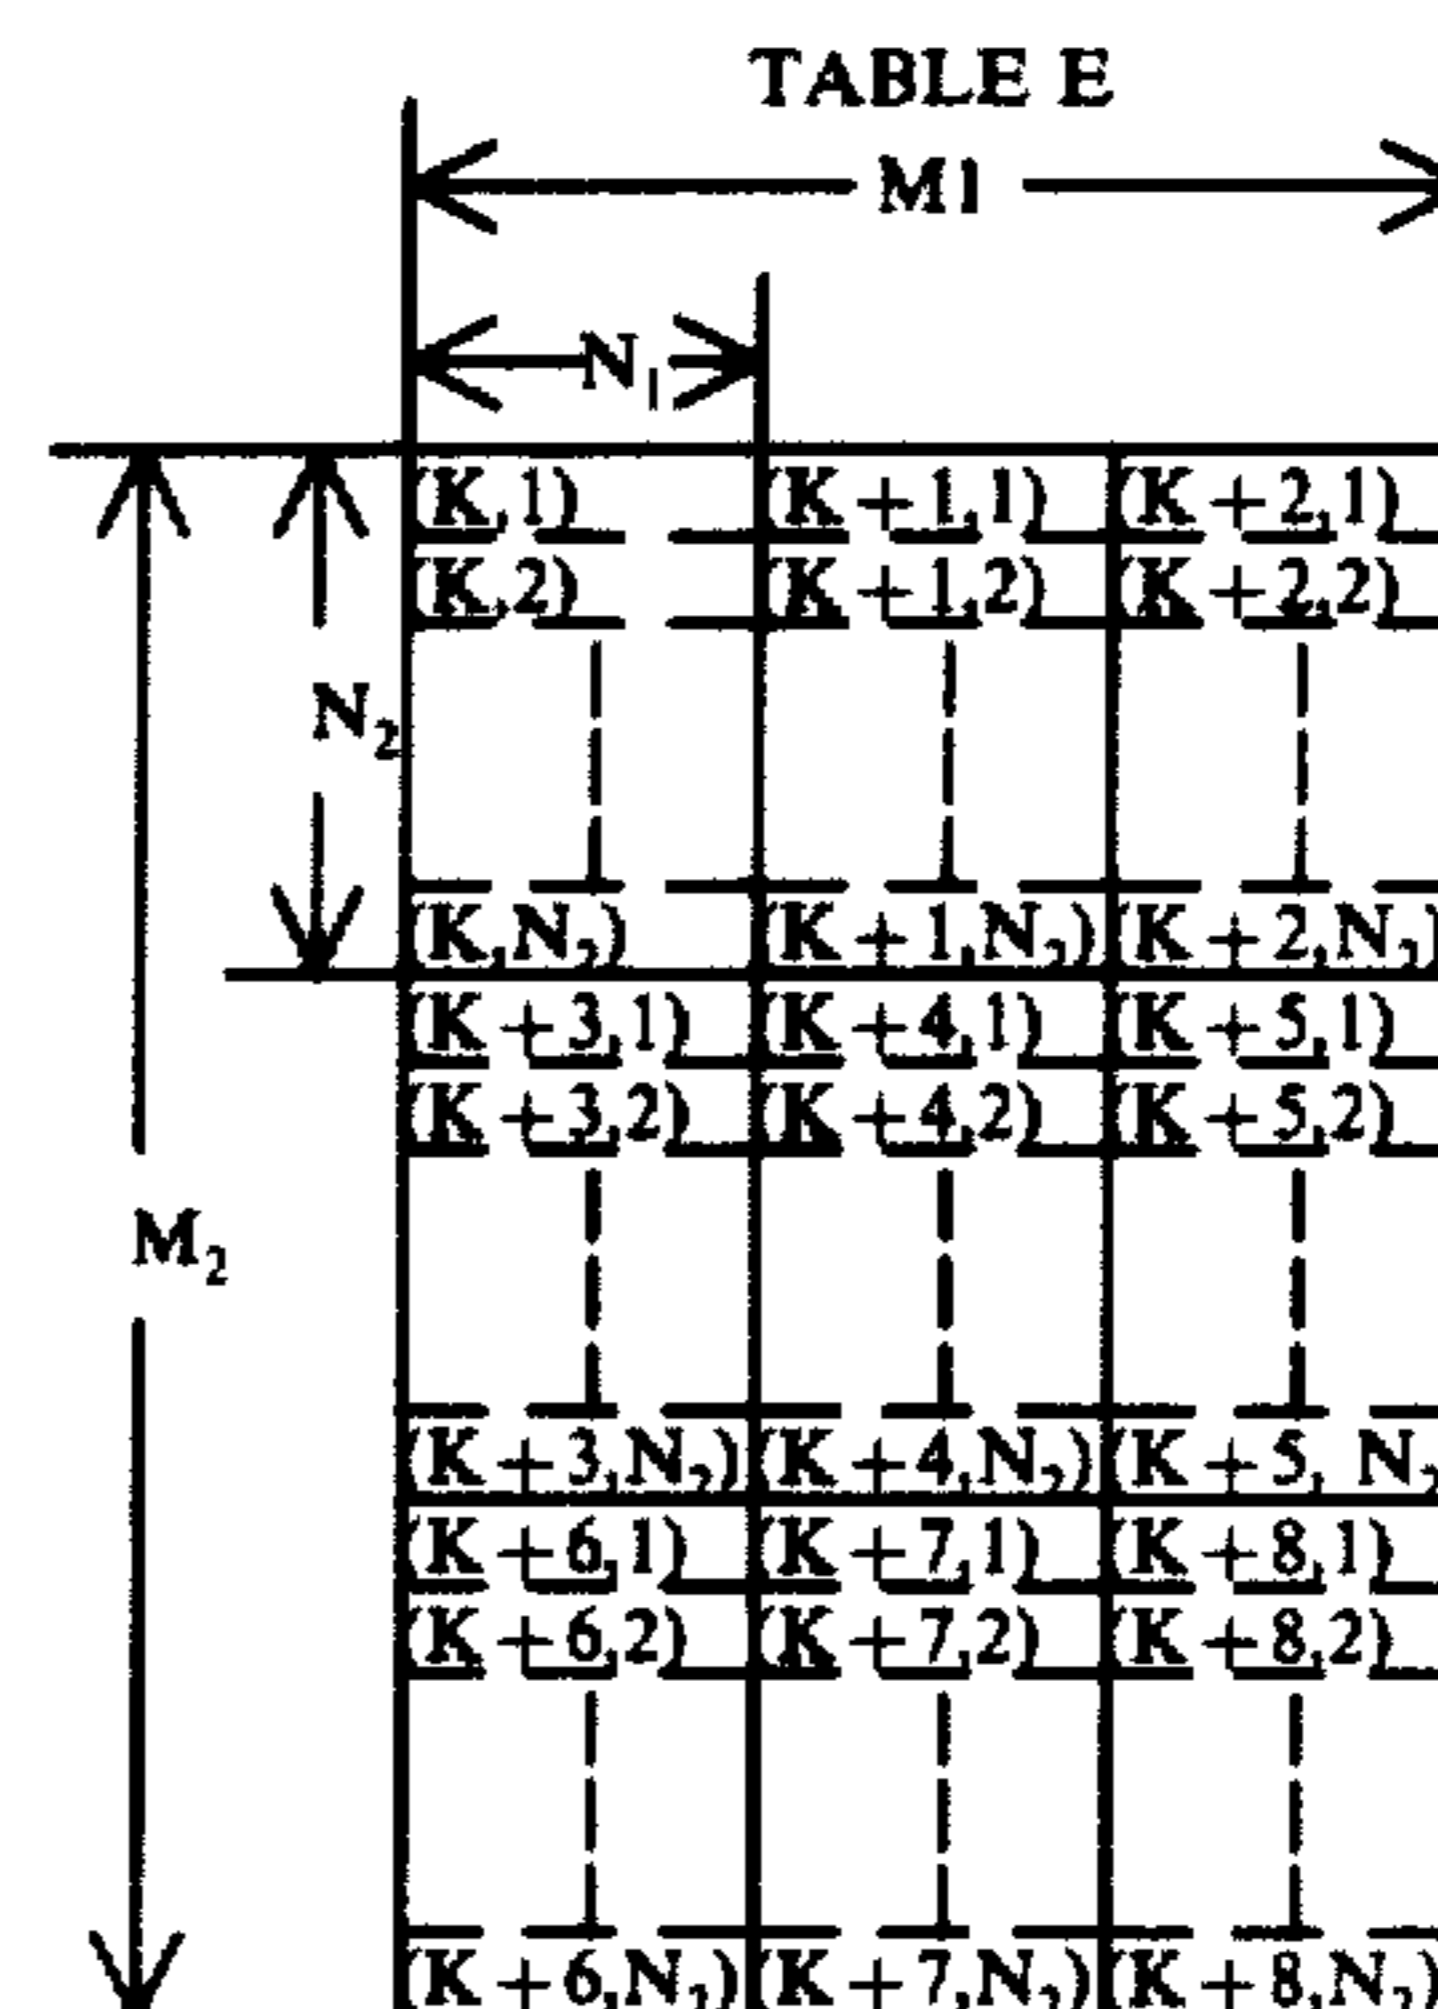 TABLE E
M1
N1
(K,1) (K+1,1) (K+2,1)
(K,2) (K+1,2) (K+2,2)
N2
(K,N2) (K+1,N2) (K+2,N2)
(K+3,1) (K+4,1) (K+5,1)
(K+3,2) (K+4,2) (K+5,2)
M2
(K+3,N2) (K+4,N2) (K+5, N2
(K+6,1) (K+7,1) (K+8,1)
(K+6,2) (K+7,2) (K+8,2)
(K+6,N2) (K+7,N2) (K+8,N2)